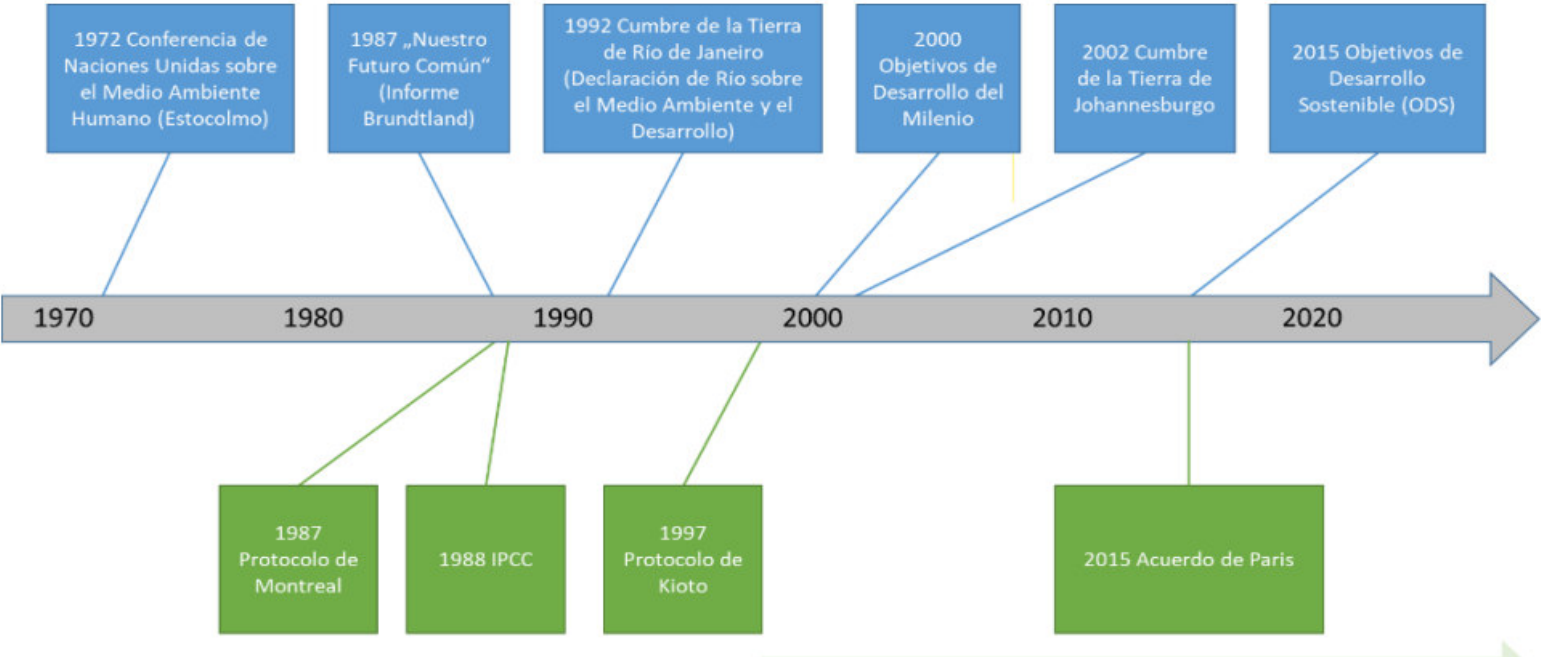 1972 Conferencia de
Naciones Unidas sobre
el Medio Ambiente
Humano (Estocolmo)
1987 „Nuestro
Futuro Común“
(Informe
Brundtland)
1992 Cumbre de la Tierra
de Río de Janeiro
(Declaración de Río sobre
el Medio Ambiente y el
Desarrollo)
2000
Objetivos de
Desarrollo del
Milenio
2002 Cumbre
de la Tierra de
Johannesburgo
2015 Objetivos de
Desarrollo
Sostenible (ODS)
1970 1980 1990 2000 2010 2020
1987
Protocolo de
Montreal
1988 IPCC
1997
Protocolo de
Kioto
2015 Acuerdo de Paris